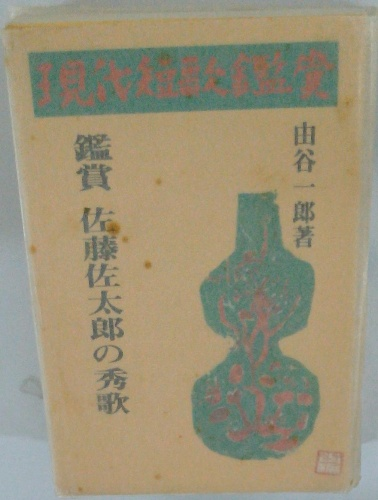 現代短歌鑑賞
由谷一郎著
鑑賞 佐藤佐太郎の秀歌